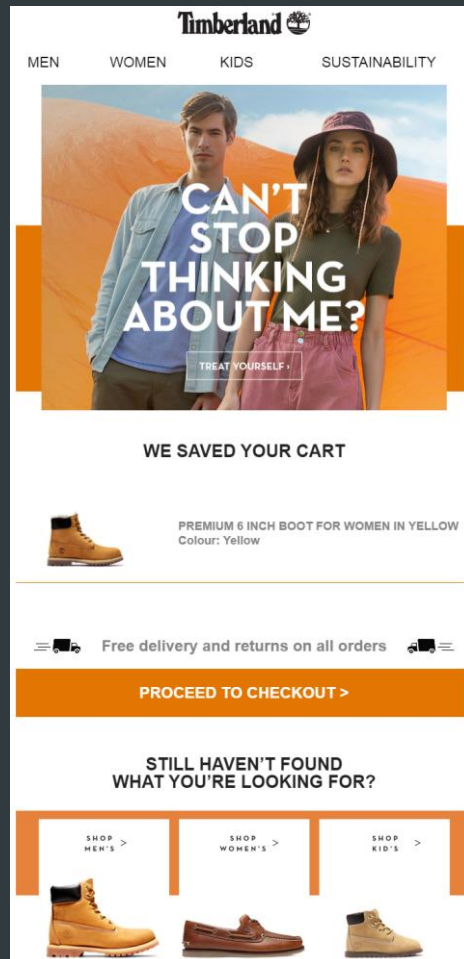 Timberland
MEN WOMEN KIDS SUSTAINABILITY
CAN'T
STOP
THINKING
ABOUT ME?
TREAT YOURSELF ›
WE SAVED YOUR CART
PREMIUM 6 INCH BOOT FOR WOMEN IN YELLOW
Colour: Yellow
Free delivery and returns on all orders
PROCEED TO CHECKOUT >
STILL HAVEN'T FOUND
WHAT YOU'RE LOOKING FOR?
SHOP
MEN'S >
SHOP
WOMEN'S >
SHOP
KID'S >